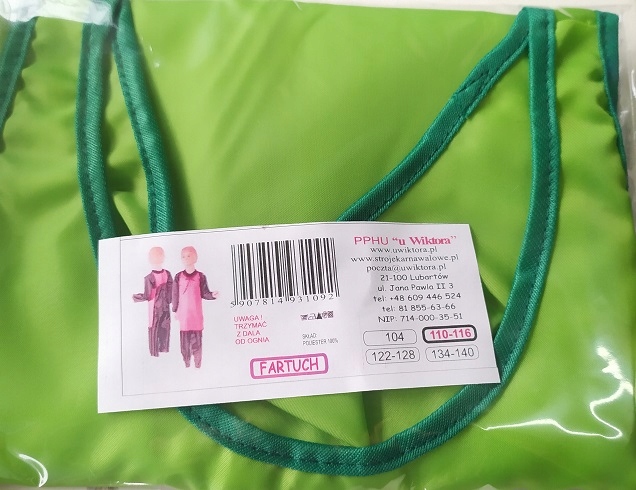 PPHU "u Wiktora"
www.uwiktora.pl
www.strojekarnawalowe.pl
poczta@uwiktora.pl
21-100 Lubartów
ul. Jana Pawla II 3
tel: +48 609 446 524
tel: 81 855-63-66
NIP: 714-000-35-51
5907814931092
UWAGA !
TRZYMAĆ
Z DALA
OD OGNIA
SKŁAD:
POLIESTER 100%
FARTUCH
104 110-116
122-128 134-140